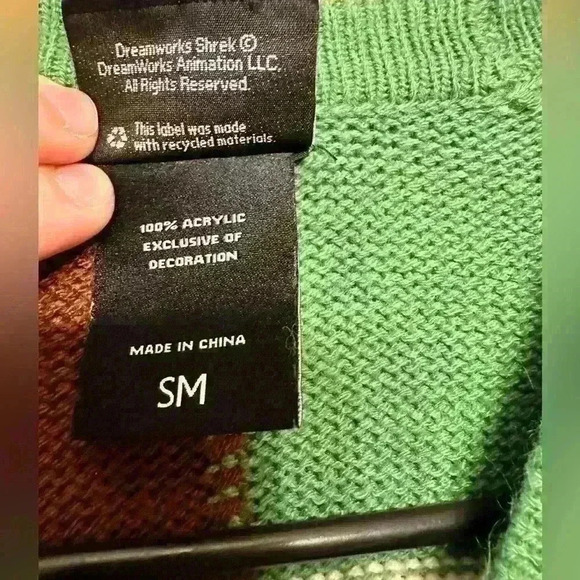 Dreamworks Shrek ©
DreamWorks Animation LLC,
All Rights Reserved.
This label was made
with recycled materials.
100% ACRYLIC
EXCLUSIVE OF
DECORATION
MADE IN CHINA
SM